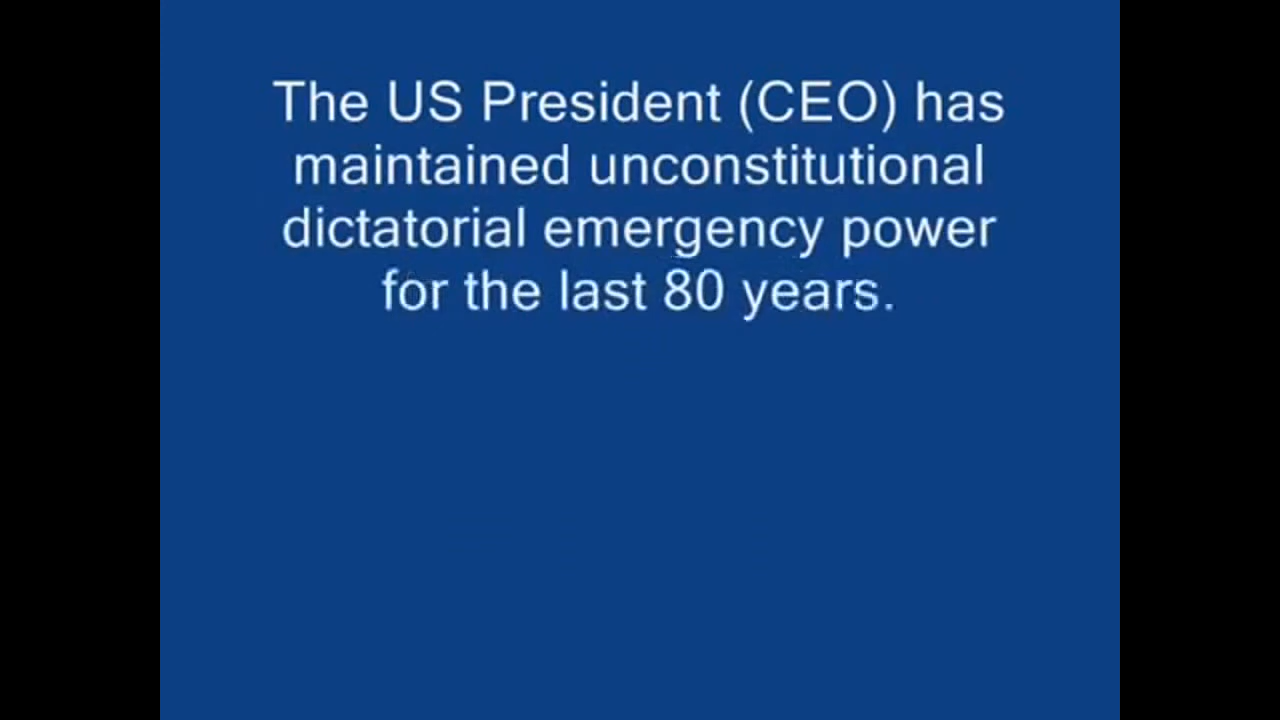 The US President (CEO) has
maintained unconstitutional
dictatorial emergency power
for the last 80 years.